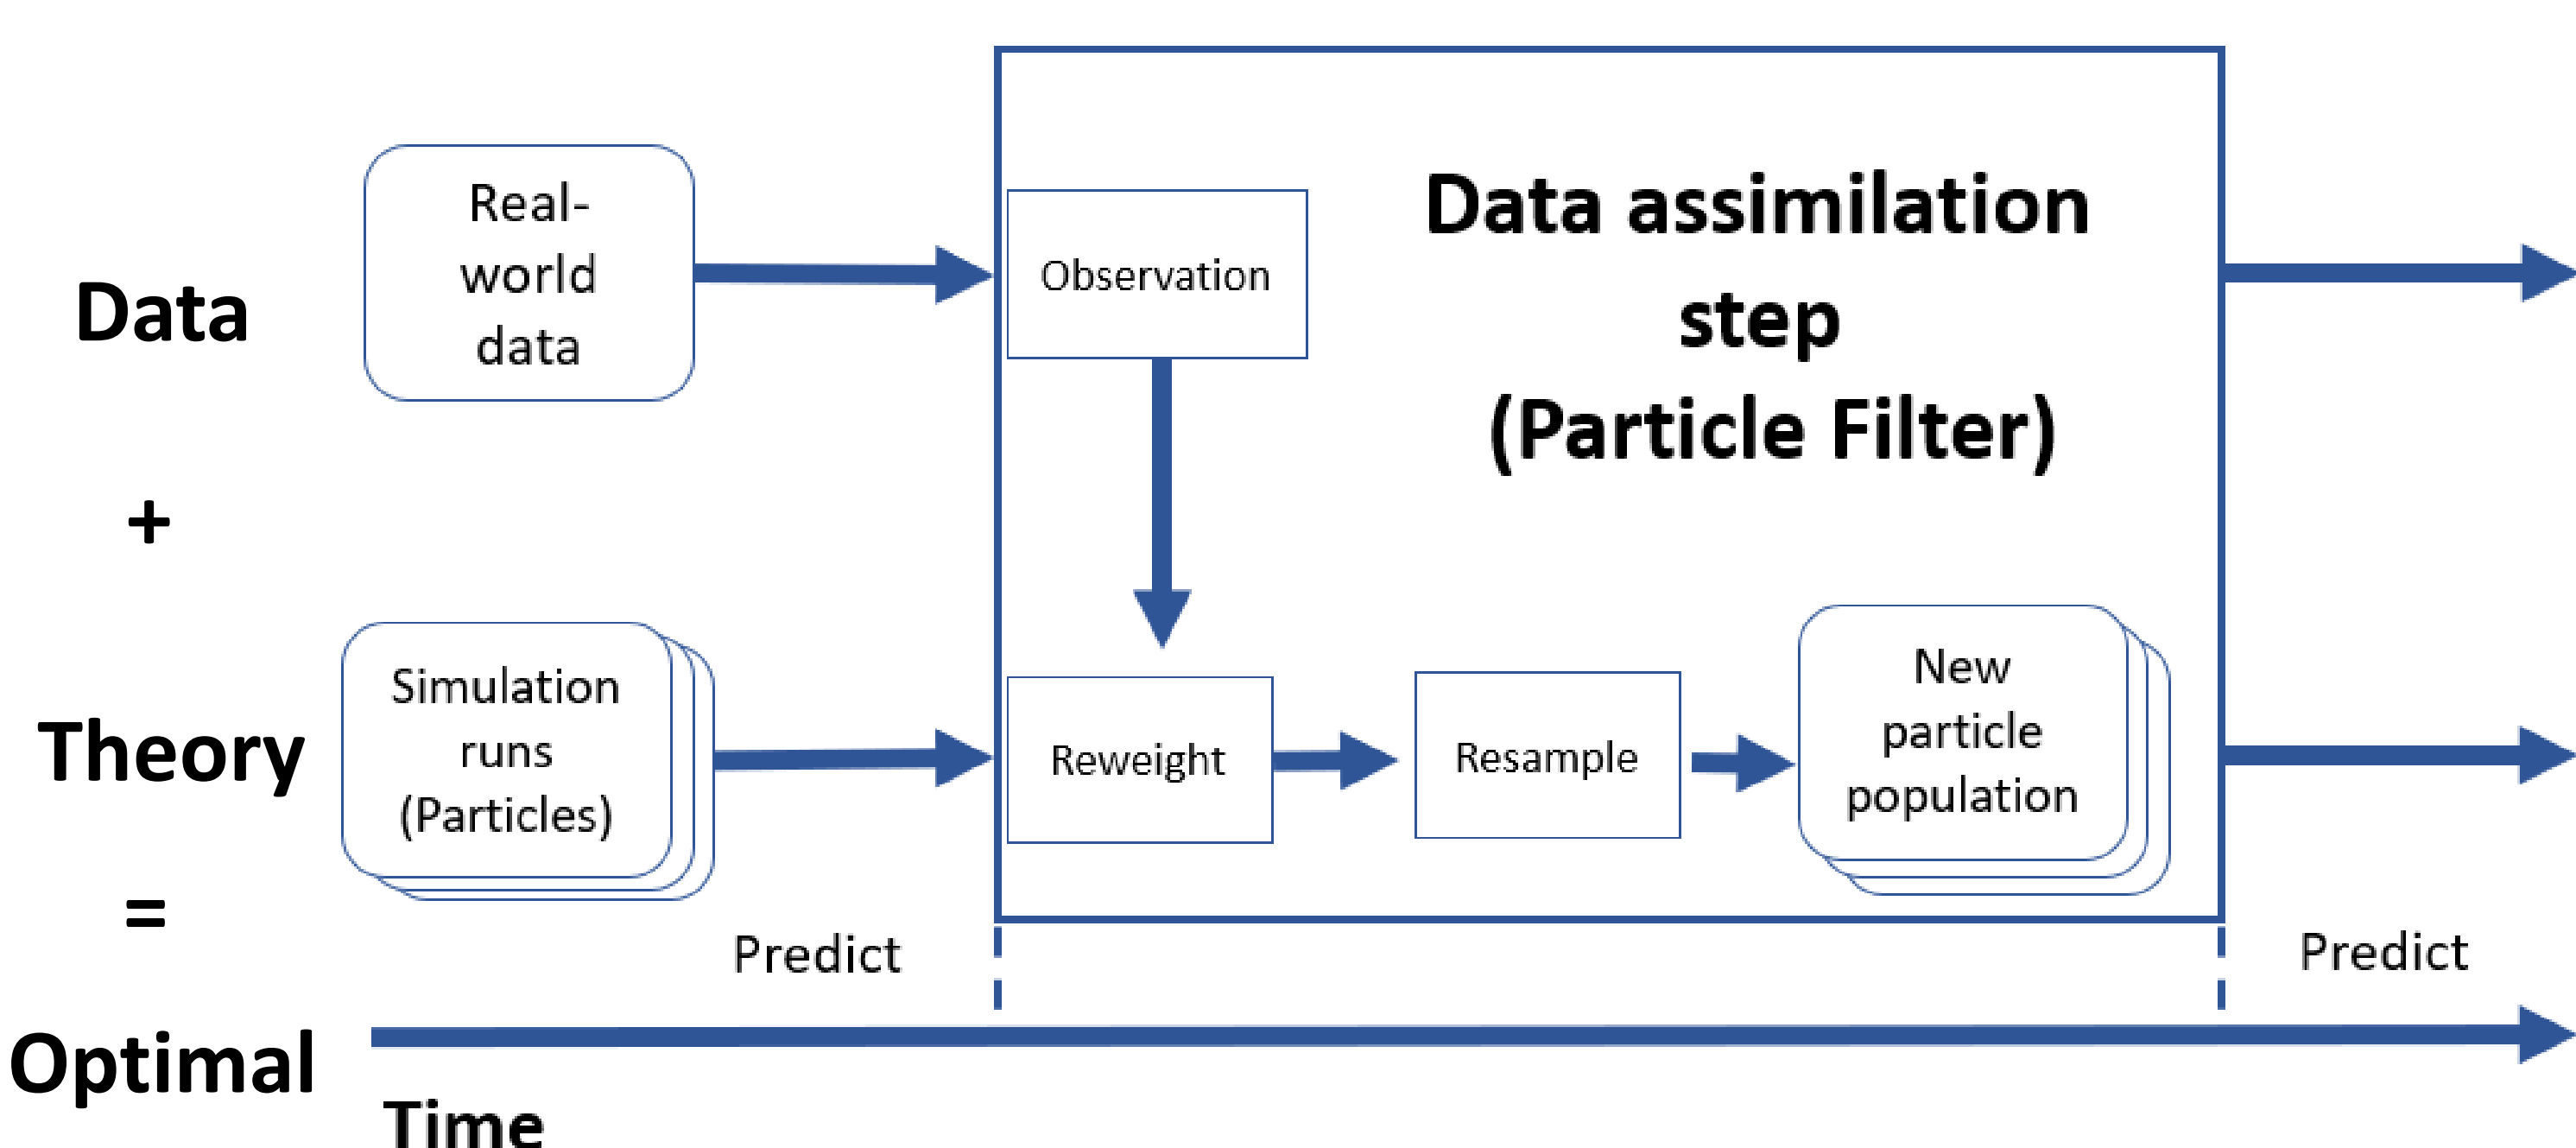 Data
+
Theory
=
Optimal
Real-
world
data
Simulation
runs
(Particles)
Predict
Observation
Data assimilation
step
(Particle Filter)
Reweight
Resample
New
particle
population
Predict
Time